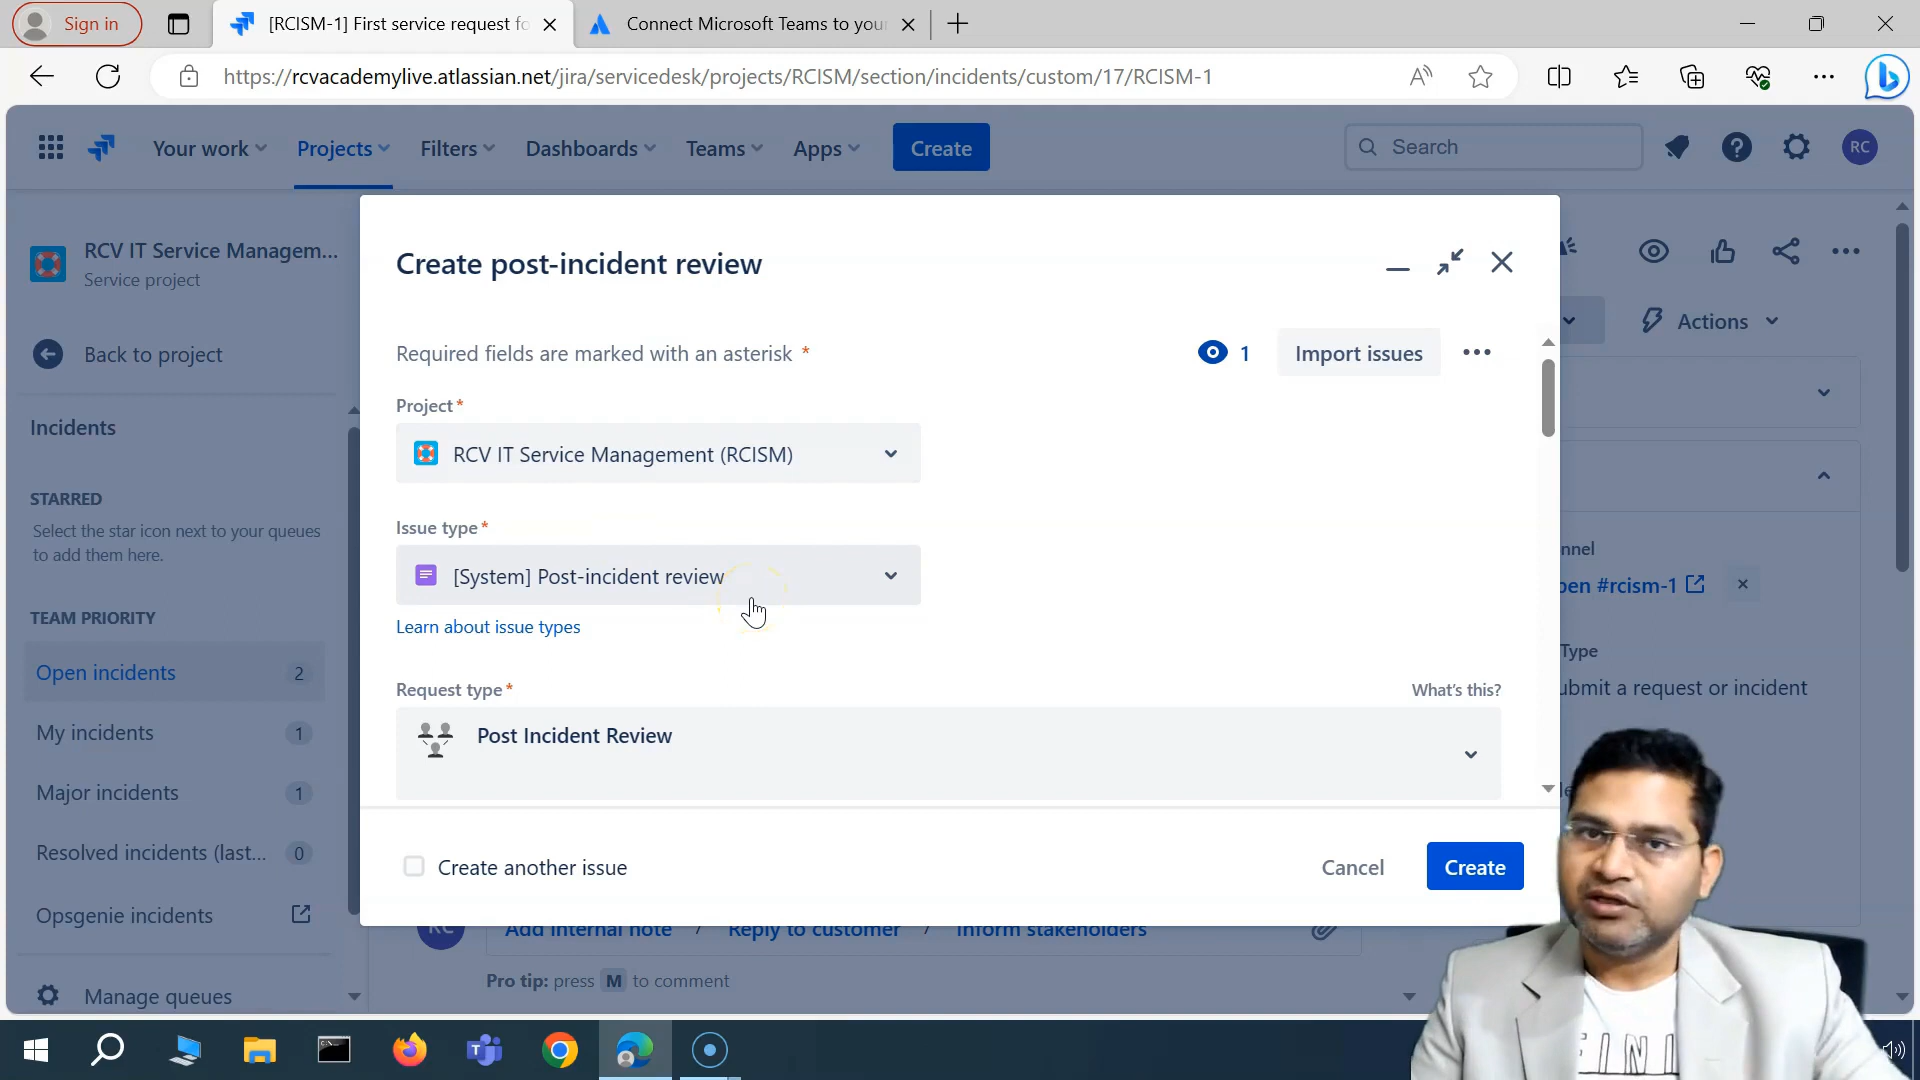 Sign in
[RCISM-1] First service request fo
Connect Microsoft Teams to your
https://rcvacademylive.atlassian.net/jira/servicedesk/projects/RCISM/section/incidents/custom/17/RCISM-1
Your work
Projects
Filters
Dashboards
Teams
Apps
Create
Search
RC
RCV IT Service Managem...
Service project
Back to project
Incidents
STARRED
Select the star icon next to your queues
to add them here.
TEAM PRIORITY
Open incidents 2
My incidents 1
Major incidents 1
Resolved incidents (last... 0
Opsgenie incidents
Manage queues
Create post-incident review
Required fields are marked with an asterisk *
1
Import issues
Project *
RCV IT Service Management (RCISM)
Issue type *
[System] Post-incident review
Learn about issue types
Request type *
What's this?
Post Incident Review
Create another issue
Cancel
Create
Actions
nnel
pen #rcism-1
Type
ubmit a request or incident
RC
Add internal note / Reply to customer / Inform stakeholders
Pro tip: press M to comment